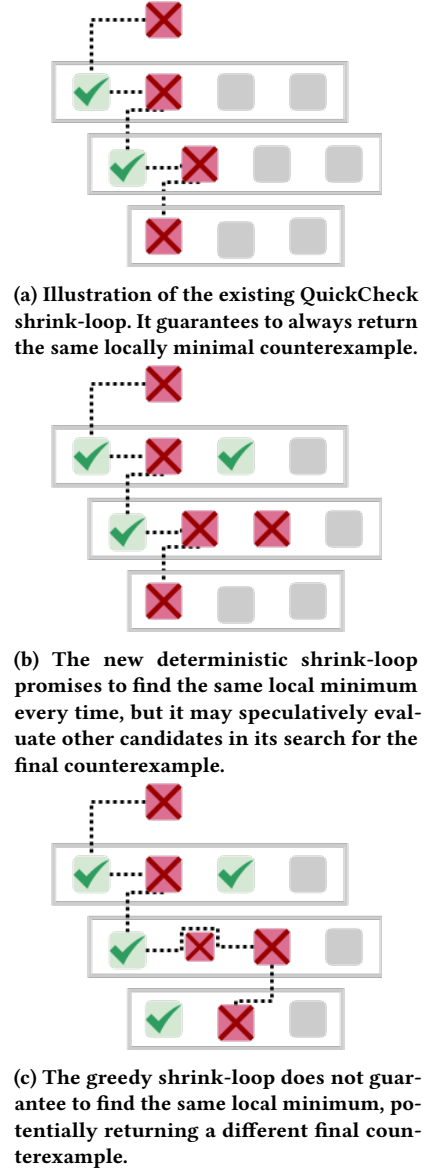 (a) Illustration of the existing QuickCheck
shrink-loop. It guarantees to always return
the same locally minimal counterexample.
(b) The new deterministic shrink-loop
promises to find the same local minimum
every time, but it may speculatively eval-
uate other candidates in its search for the
final counterexample.
(c) The greedy shrink-loop does not guar-
antee to find the same local minimum, po-
tentially returning a different final coun-
terexample.